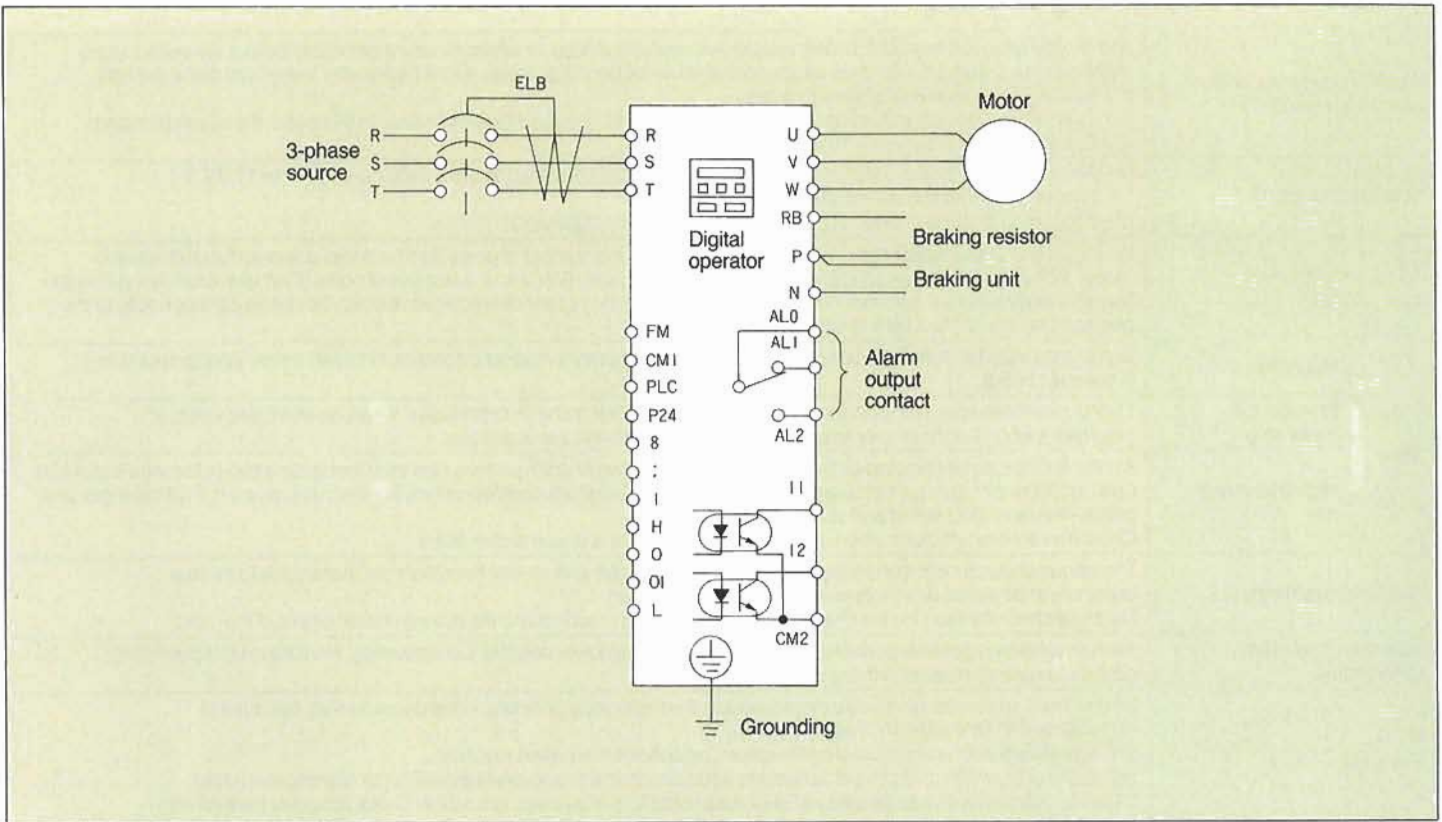 ELB
3-phase
source
R
S
T
R
S
T
Digital
operator
U
V
W
RB
P
N
Motor
Braking resistor
Braking unit
FM
CM1
PLC
P24
8
:
I
H
O
OI
L
AL0
AL1
AL2
Alarm
output
contact
11
12
CM2
Grounding